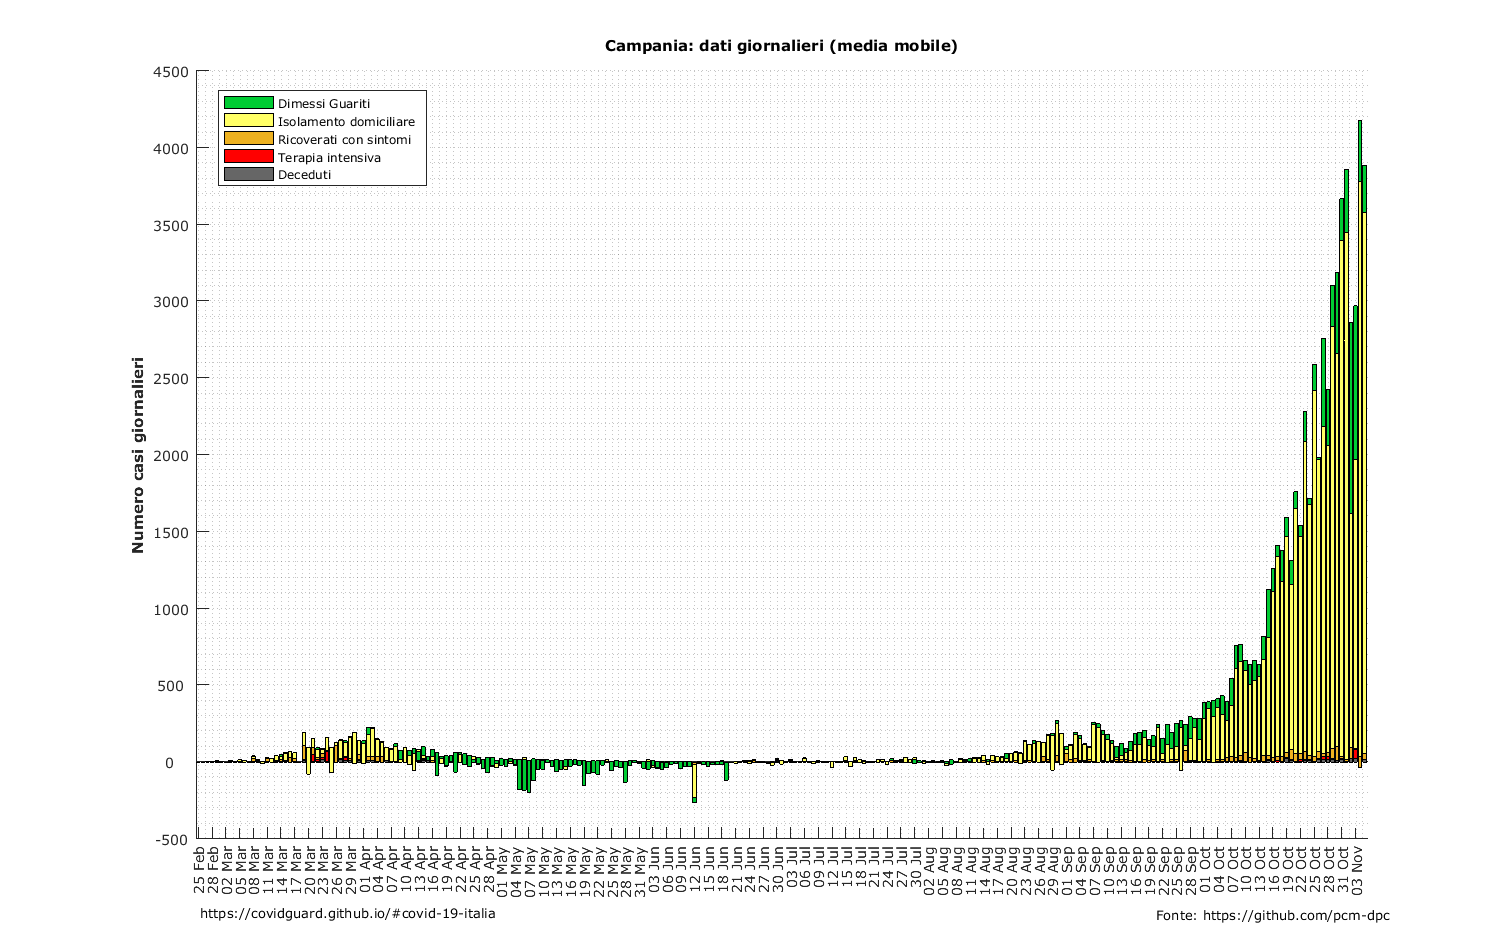 Campania: dati giornalieri (media mobile)
4500
4000
3500
3000
2500
2000
1500
1000
500
0
-500
Numero casi giornalieri
Dimessi Guariti
Isolamento domiciliare
Ricoverati con sintomi
Terapia intensiva
Deceduti
25 Feb
28 Feb
02 Mar
05 Mar
08 Mar
11 Mar
14 Mar
17 Mar
20 Mar
23 Mar
26 Mar
29 Mar
01 Apr
04 Apr
07 Apr
10 Apr
13 Apr
16 Apr
19 Apr
22 Apr
25 Apr
28 Apr
01 May
04 May
07 May
10 May
13 May
16 May
19 May
22 May
25 May
28 May
31 May
03 Jun
06 Jun
09 Jun
12 Jun
15 Jun
18 Jun
21 Jun
24 Jun
27 Jun
30 Jun
03 Jul
06 Jul
09 Jul
12 Jul
15 Jul
18 Jul
21 Jul
24 Jul
27 Jul
30 Jul
02 Aug
05 Aug
08 Aug
11 Aug
14 Aug
17 Aug
20 Aug
23 Aug
26 Aug
29 Aug
01 Sep
04 Sep
07 Sep
10 Sep
13 Sep
16 Sep
19 Sep
22 Sep
25 Sep
28 Sep
01 Oct
04 Oct
07 Oct
10 Oct
13 Oct
16 Oct
19 Oct
22 Oct
25 Oct
28 Oct
31 Oct
03 Nov
https://covidguard.github.io/#covid-19-italia
Fonte: https://github.com/pcm-dpc